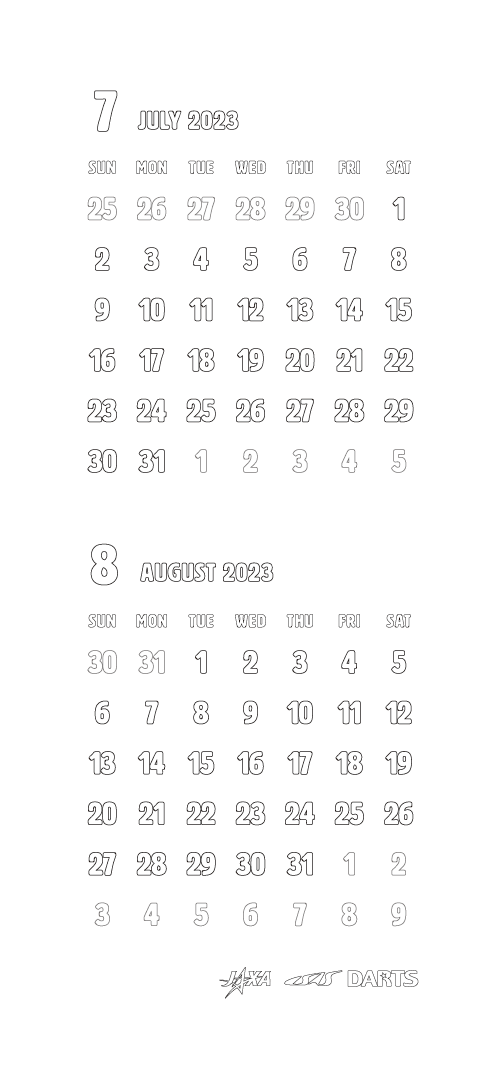 7 JULY 2023
SUN MON TUE WED THU FRI SAT
25 26 27 28 29 30 1
2 3 4 5 6 7 8
9 10 11 12 13 14 15
16 17 18 19 20 21 22
23 24 25 26 27 28 29
30 31 1 2 3 4 5
8 AUGUST 2023
SUN MON TUE WED THU FRI SAT
30 31 1 2 3 4 5
6 7 8 9 10 11 12
13 14 15 16 17 18 19
20 21 22 23 24 25 26
27 28 29 30 31 1 2
3 4 5 6 7 8 9
JAXA ISAS DARTS